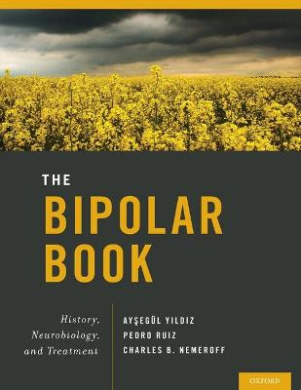 THE
BIPOLAR
BOOK
History,
Neurobiology,
and Treatment
AYŞEGÜL YILDIZ
PEDRO RUIZ
CHARLES B. NEMEROFF
OXFORD